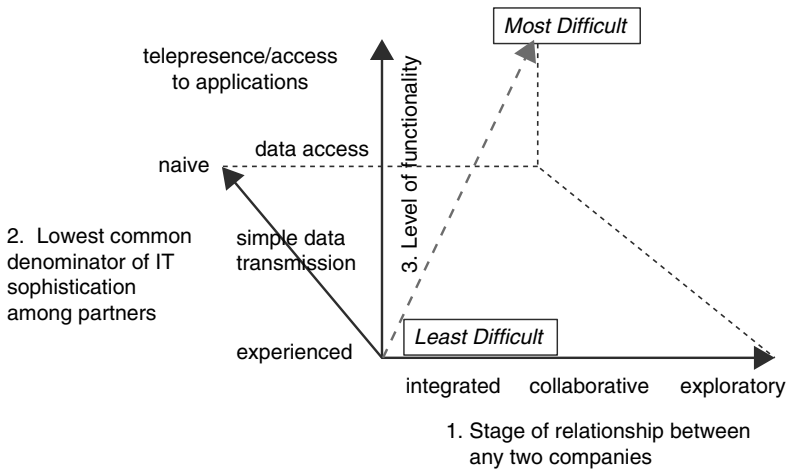 Most Difficult
telepresence/access
to applications
3. Level of functionality
data access
naive
2. Lowest common
denominator of IT
sophistication
among partners
simple data
transmission
experienced
Least Difficult
integrated collaborative exploratory
1. Stage of relationship between
any two companies